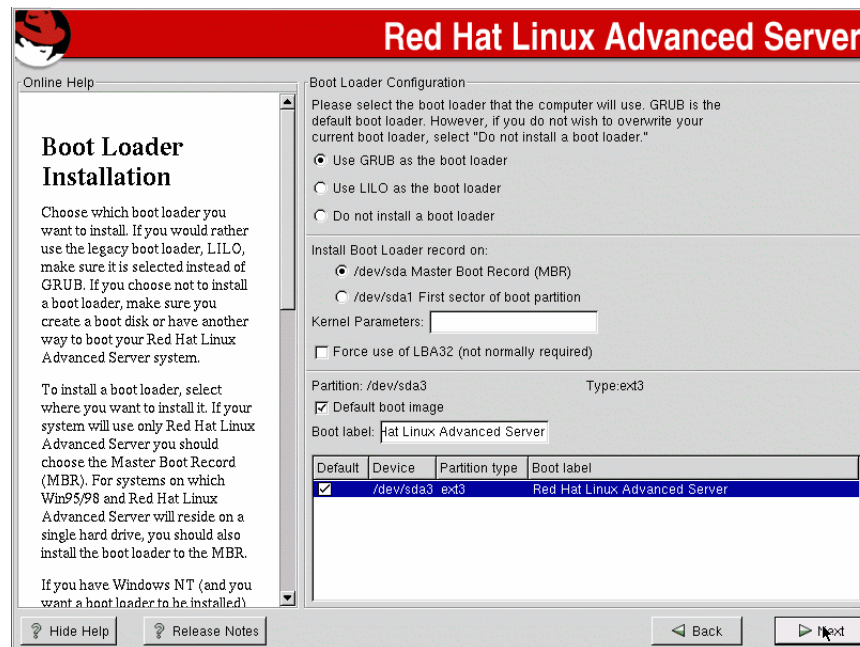 Red Hat Linux Advanced Server
Online Help
Boot Loader
Installation
Choose which boot loader you
want to install. If you would rather
use the legacy boot loader, LILO,
make sure it is selected instead of
GRUB. If you choose not to install
a boot loader, make sure you
create a boot disk or have another
way to boot your Red Hat Linux
Advanced Server system.
To install a boot loader, select
where you want to install it. If your
system will use only Red Hat Linux
Advanced Server you should
choose the Master Boot Record
(MBR). For systems on which
Win95/98 and Red Hat Linux
Advanced Server will reside on a
single hard drive, you should also
install the boot loader to the MBR.
If you have Windows NT (and you
want a boot loader to be installed)
Boot Loader Configuration
Please select the boot loader that the computer will use. GRUB is the
default boot loader. However, if you do not wish to overwrite your
current boot loader, select "Do not install a boot loader."
Use GRUB as the boot loader
Use LILO as the boot loader
Do not install a boot loader
Install Boot Loader record on:
/dev/sda Master Boot Record (MBR)
/dev/sda1 First sector of boot partition
Kernel Parameters:
Force use of LBA32 (not normally required)
Partition: /dev/sda3 Type:ext3
Default boot image
Boot label: Hat Linux Advanced Server
Default Device Partition type Boot label
/dev/sda3 ext3 Red Hat Linux Advanced Server
Hide Help Release Notes Back Next